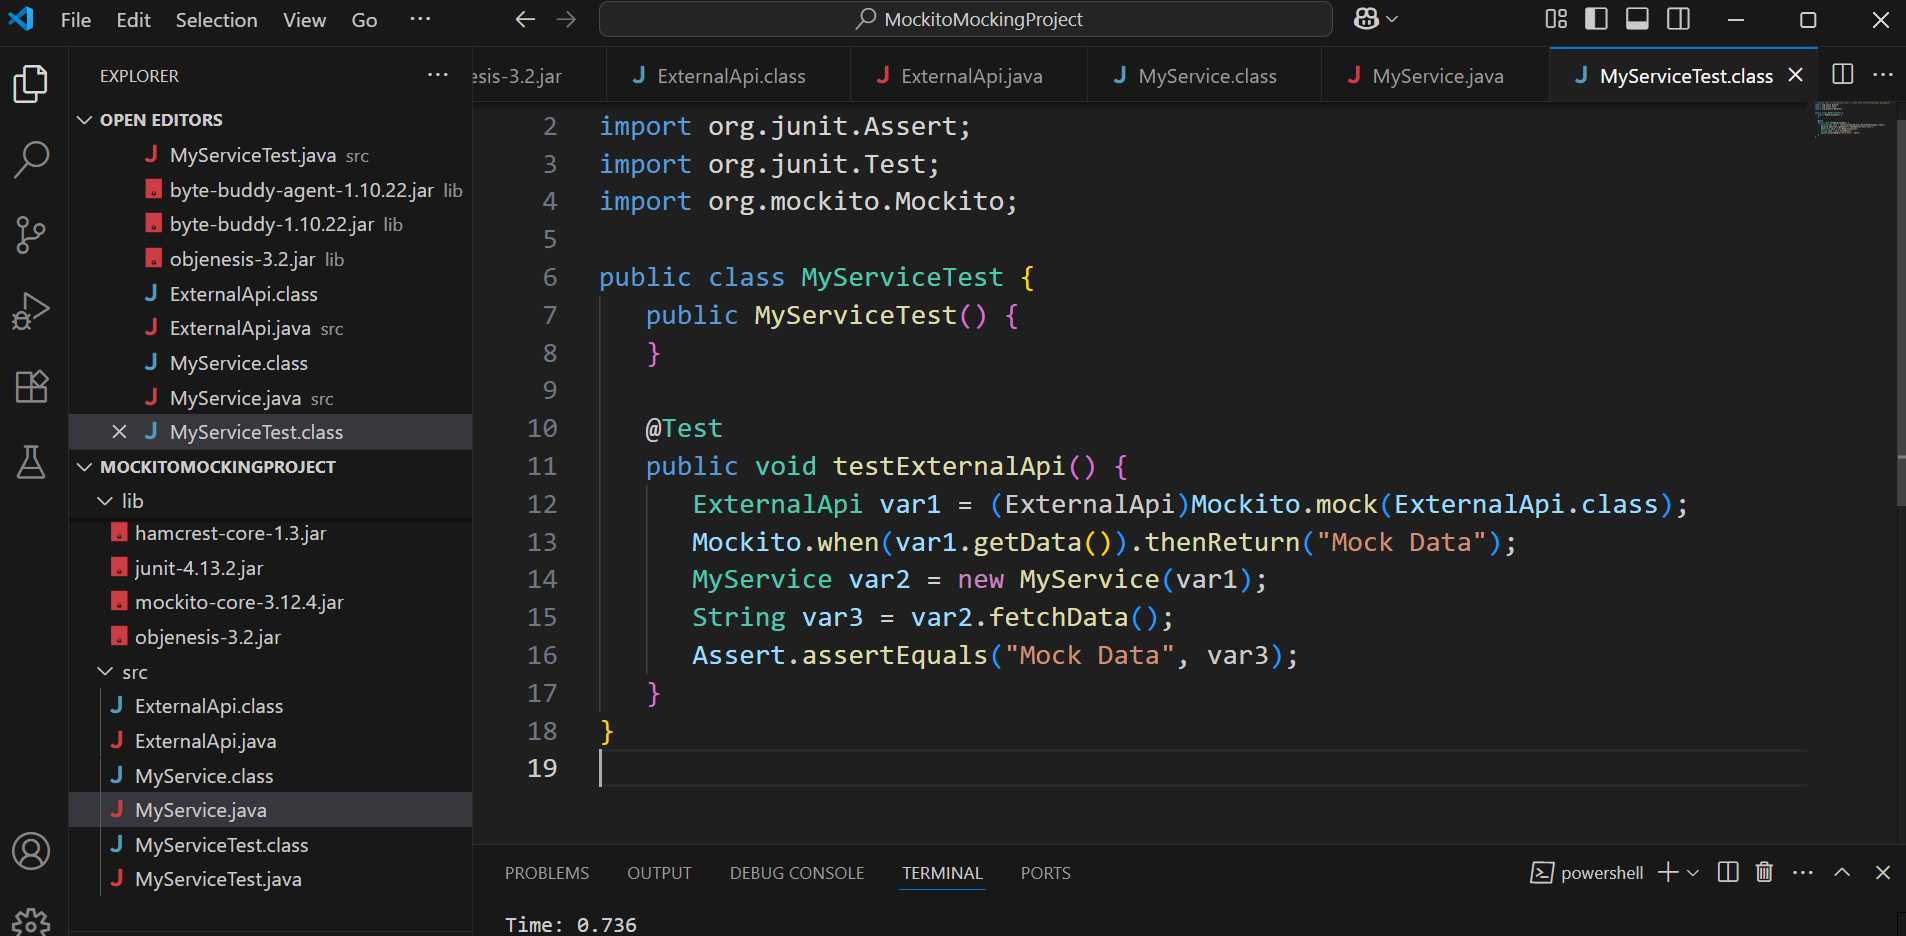 File Edit Selection View Go ··· MockitoMockingProject
EXPLORER ···
OPEN EDITORS
MyServiceTest.java src
byte-buddy-agent-1.10.22.jar lib
byte-buddy-1.10.22.jar lib
objenesis-3.2.jar lib
ExternalApi.class
ExternalApi.java src
MyService.class
MyService.java src
MyServiceTest.class
MOCKITOMOCKINGPROJECT
lib
hamcrest-core-1.3.jar
junit-4.13.2.jar
mockito-core-3.12.4.jar
objenesis-3.2.jar
src
ExternalApi.class
ExternalApi.java
MyService.class
MyService.java
MyServiceTest.class
MyServiceTest.java
esis-3.2.jar ExternalApi.class ExternalApi.java MyService.class MyService.java MyServiceTest.class ···
2 import org.junit.Assert;
3 import org.junit.Test;
4 import org.mockito.Mockito;
5
6 public class MyServiceTest {
7 public MyServiceTest() {
8 }
9
10 @Test
11 public void testExternalApi() {
12 ExternalApi var1 = (ExternalApi)Mockito.mock(ExternalApi.class);
13 Mockito.when(var1.getData()).thenReturn("Mock Data");
14 MyService var2 = new MyService(var1);
15 String var3 = var2.fetchData();
16 Assert.assertEquals("Mock Data", var3);
17 }
18 }
19
PROBLEMS OUTPUT DEBUG CONSOLE TERMINAL PORTS powershell ···
Time: 0.736